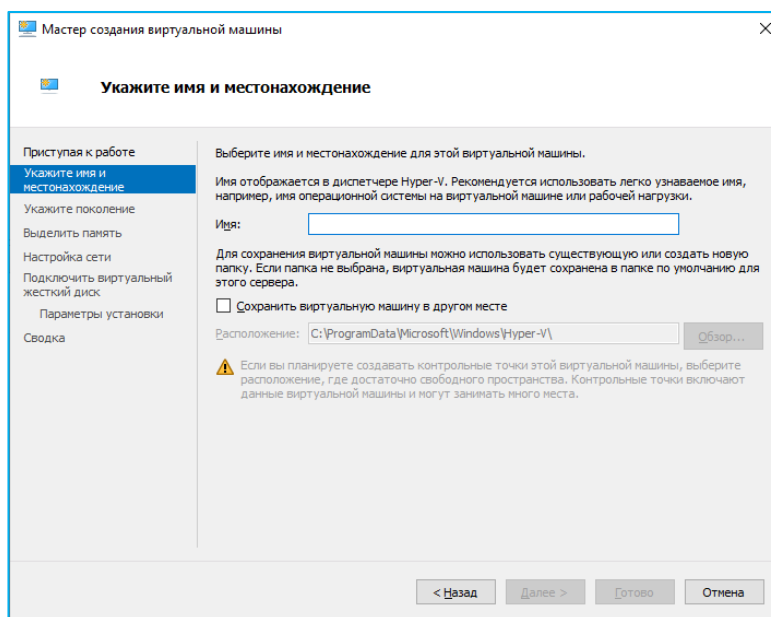 Мастер создания виртуальной машины
Укажите имя и местонахождение
Приступая к работе
Укажите имя и
местонахождение
Укажите поколение
Выделить память
Настройка сети
Подключить виртуальный
жесткий диск
Параметры установки
Сводка
Выберите имя и местонахождение для этой виртуальной машины.
Имя отображается в диспетчере Hyper-V. Рекомендуется использовать легко узнаваемое имя,
например, имя операционной системы на виртуальной машине или рабочей нагрузки.
Имя:
Для сохранения виртуальной машины можно использовать существующую или создать новую
папку. Если папка не выбрана, виртуальная машина будет сохранена в папке по умолчанию для
этого сервера.
Сохранить виртуальную машину в другом месте
Расположение: C:\ProgramData\Microsoft\Windows\Hyper-V\ Обзор...
Если вы планируете создавать контрольные точки этой виртуальной машины, выберите
расположение, где достаточно свободного пространства. Контрольные точки включают
данные виртуальной машины и могут занимать много места.
< Назад Далее > Готово Отмена